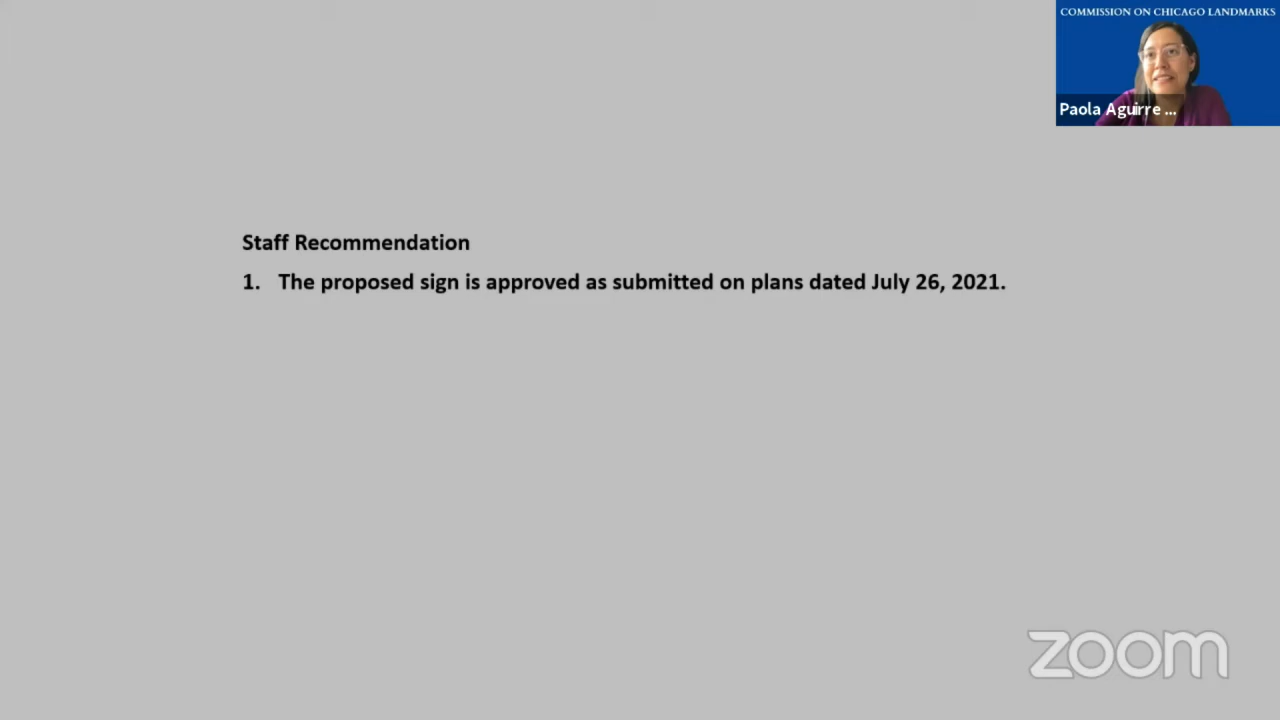 COMMISSION ON CHICAGO LANDMARKS
Paola Aguirre ...
Staff Recommendation
1. The proposed sign is approved as submitted on plans dated July 26, 2021.
zoom